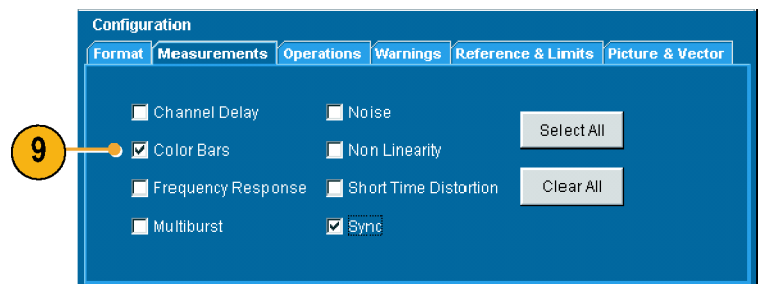 Configuration
Format Measurements Operations Warnings Reference & Limits Picture & Vector
Channel Delay Noise
Select All
9 Color Bars Non Linearity
Frequency Response Short Time Distortion Clear All
Multiburst Sync